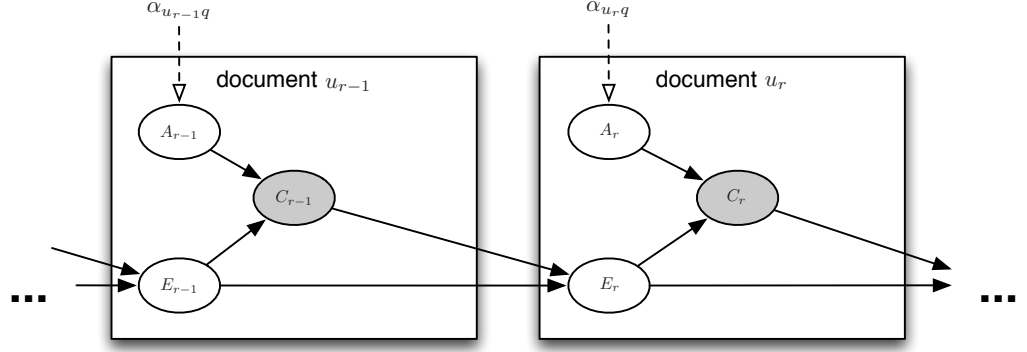 α_{u_{r−1}q}
α_{u_r q}
document u_{r−1}
document u_r
A_{r−1}
A_r
C_{r−1}
C_r
E_{r−1}
E_r
...
...